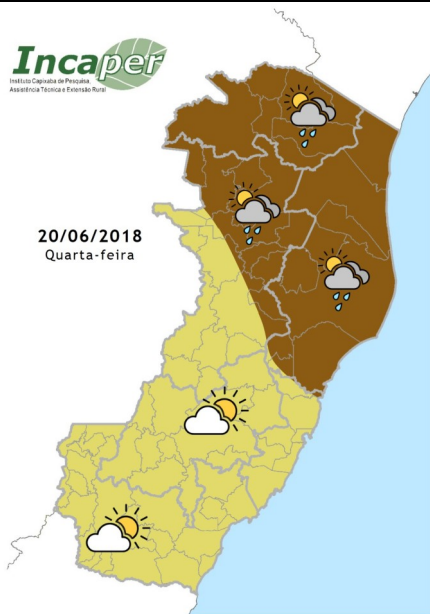 Incaper
Instituto Capixaba de Pesquisa,
Assistência Técnica e Extensão Rural
20/06/2018
Quarta-feira